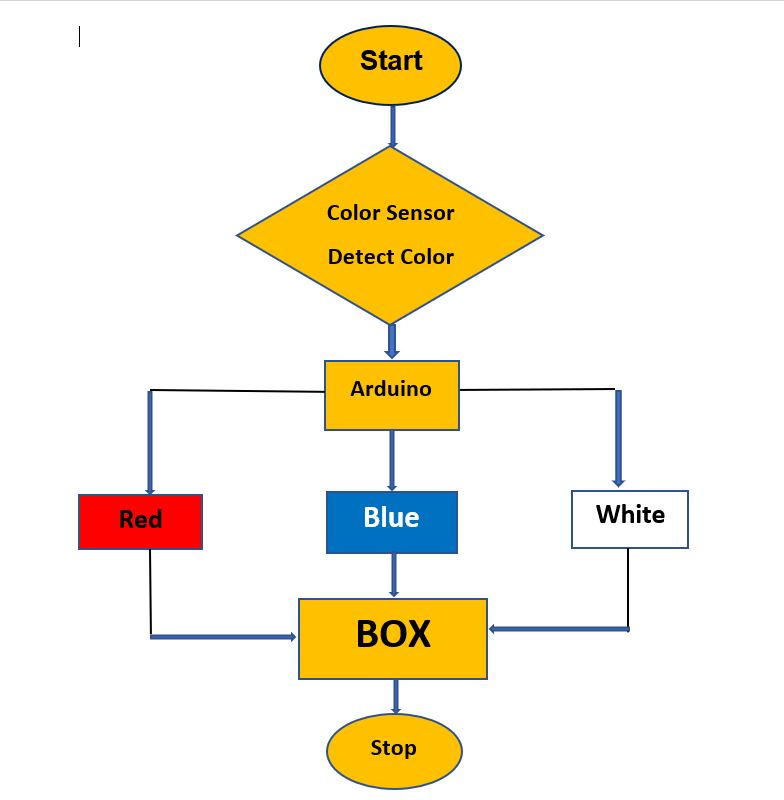 Start
Color Sensor
Detect Color
Arduino
Red
Blue
White
BOX
Stop